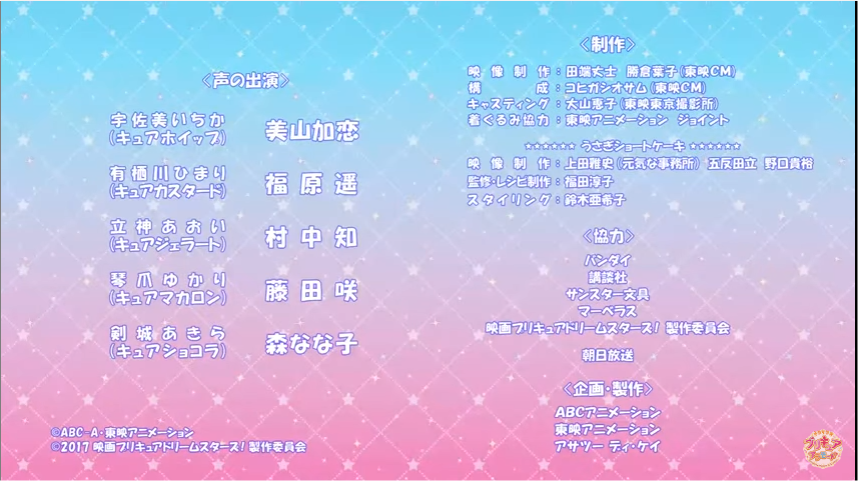 〈声の出演〉
宇佐美いちか
(キュアホイップ)
美山加恋
有栖川ひまり
(キュアカスタード)
福原遥
立神あおい
(キュアジェラート)
村中知
琴爪ゆかり
(キュアマカロン)
藤田咲
剣城あきら
(キュアショコラ)
森なな子
©ABC-A・東映アニメーション
©2017 映画プリキュアドリームスターズ！製作委員会
〈制作〉
映像制作：田端丈士 勝倉葉子(東映CM)
構成：コヒガシオサム(東映CM)
キャスティング：大山恵子(東映東京撮影所)
着ぐるみ協力：東映アニメーション ジョイント
☆☆☆☆☆☆ うさぎショートケーキ ☆☆☆☆☆☆
映像制作：上田雅史(元気な事務所) 五反田立 野口貴裕
監修・レシピ制作：福田淳子
スタイリング：鈴木亜希子
〈協力〉
バンダイ
講談社
サンスター文具
マーベラス
映画プリキュアドリームスターズ！製作委員会
朝日放送
〈企画・製作〉
ABCアニメーション
東映アニメーション
アサツー ディ・ケイ
プリキュア